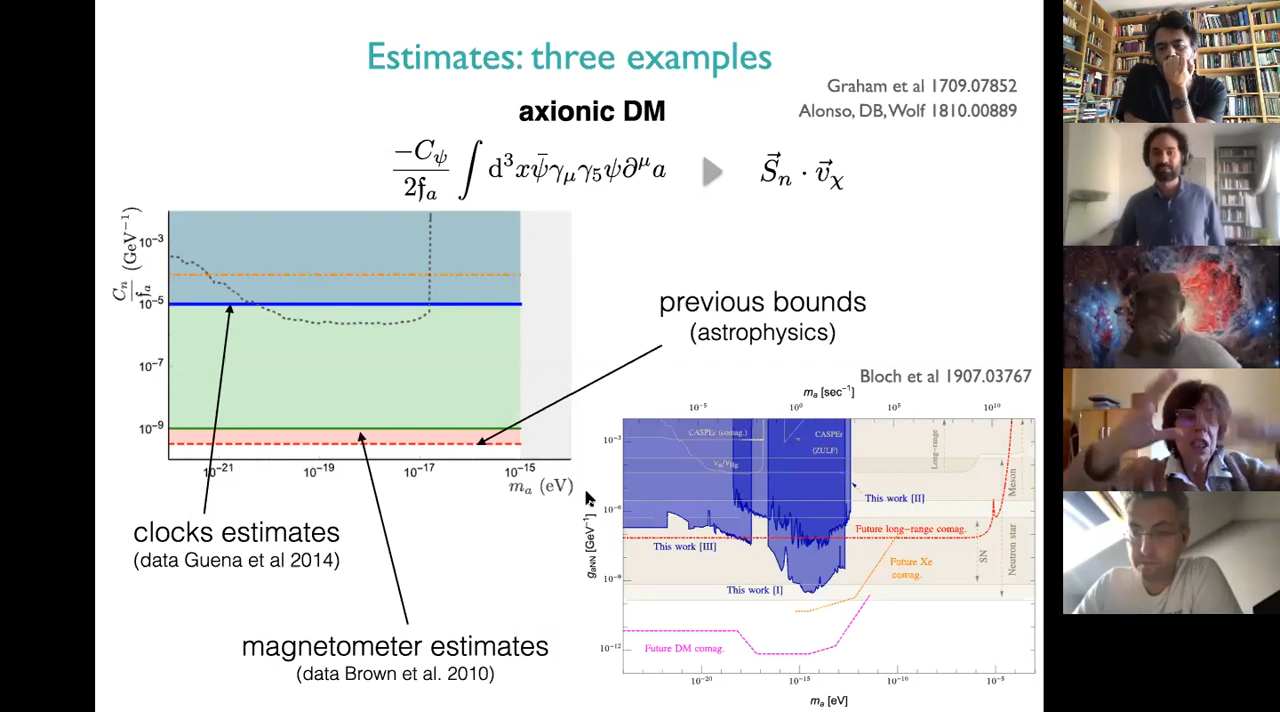 Estimates: three examples
Graham et al 1709.07852
Alonso, DB, Wolf 1810.00889
axionic DM
−C_ψ / 2𝔣_a ∫ d³x ψ̄γ_μγ_5ψ∂^μ a
S⃗_n · v⃗_χ
C_n / 𝔣_a (GeV⁻¹)
10⁻³
10⁻⁵
10⁻⁷
10⁻⁹
10⁻²¹
10⁻¹⁹
10⁻¹⁷
10⁻¹⁵
m_a (eV)
previous bounds
(astrophysics)
clocks estimates
(data Guena et al 2014)
magnetometer estimates
(data Brown et al. 2010)
Bloch et al 1907.03767
m_a [sec⁻¹]
10⁻⁵
10⁰
10⁵
10¹⁰
10⁻³
10⁻⁶
10⁻⁹
10⁻¹²
g_aNN [GeV⁻¹]
CASPEr (comag.)
CASPEr
(ZULF)
ν_n/ν_Hg
Long-range
Meson
This work [II]
Future long-range comag.
This work [III]
SN
Neutron star
Future Xe
comag.
This work [I]
Future DM comag.
10⁻²⁰
10⁻¹⁵
10⁻¹⁰
10⁻⁵
m_a [eV]